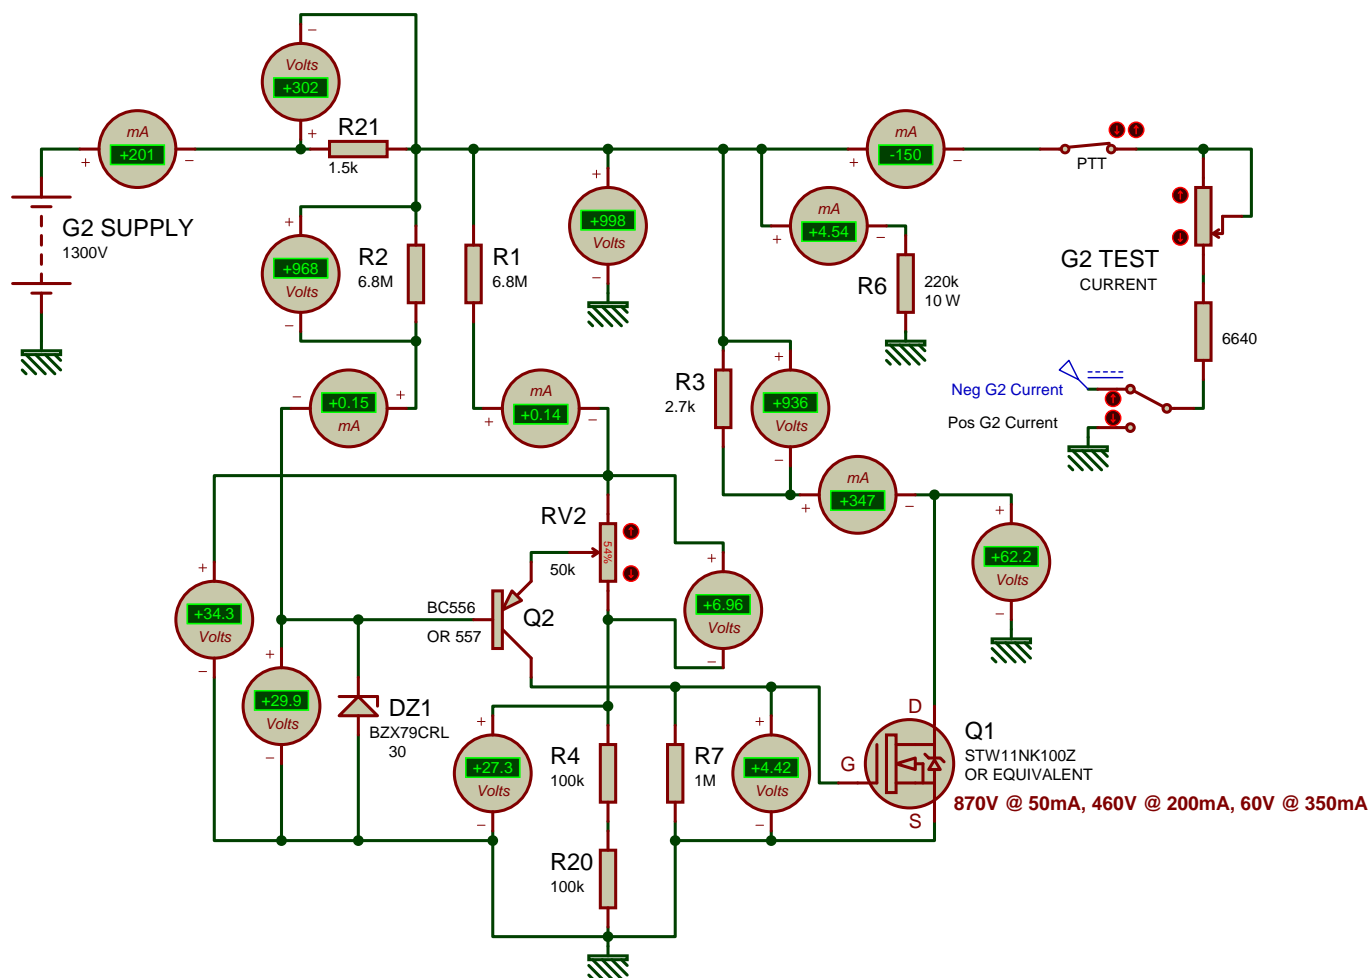 Volts
+302
mA
+201
R21
1.5k
mA
-150
PTT
G2 SUPPLY
1300V
+968
Volts
R2
6.8M
R1
6.8M
+998
Volts
mA
+4.54
R6
220k
10 W
G2 TEST
CURRENT
6640
+0.15
mA
mA
+0.14
R3
2.7k
+936
Volts
Neg G2 Current
Pos G2 Current
mA
+347
RV2
54%
50k
+62.2
Volts
+34.3
Volts
BC556
OR 557
Q2
+6.96
Volts
+29.9
Volts
DZ1
BZX79CRL
30
+27.3
Volts
R4
100k
R7
1M
+4.42
Volts
D
G
S
Q1
STW11NK100Z
OR EQUIVALENT
870V @ 50mA, 460V @ 200mA, 60V @ 350mA
R20
100k